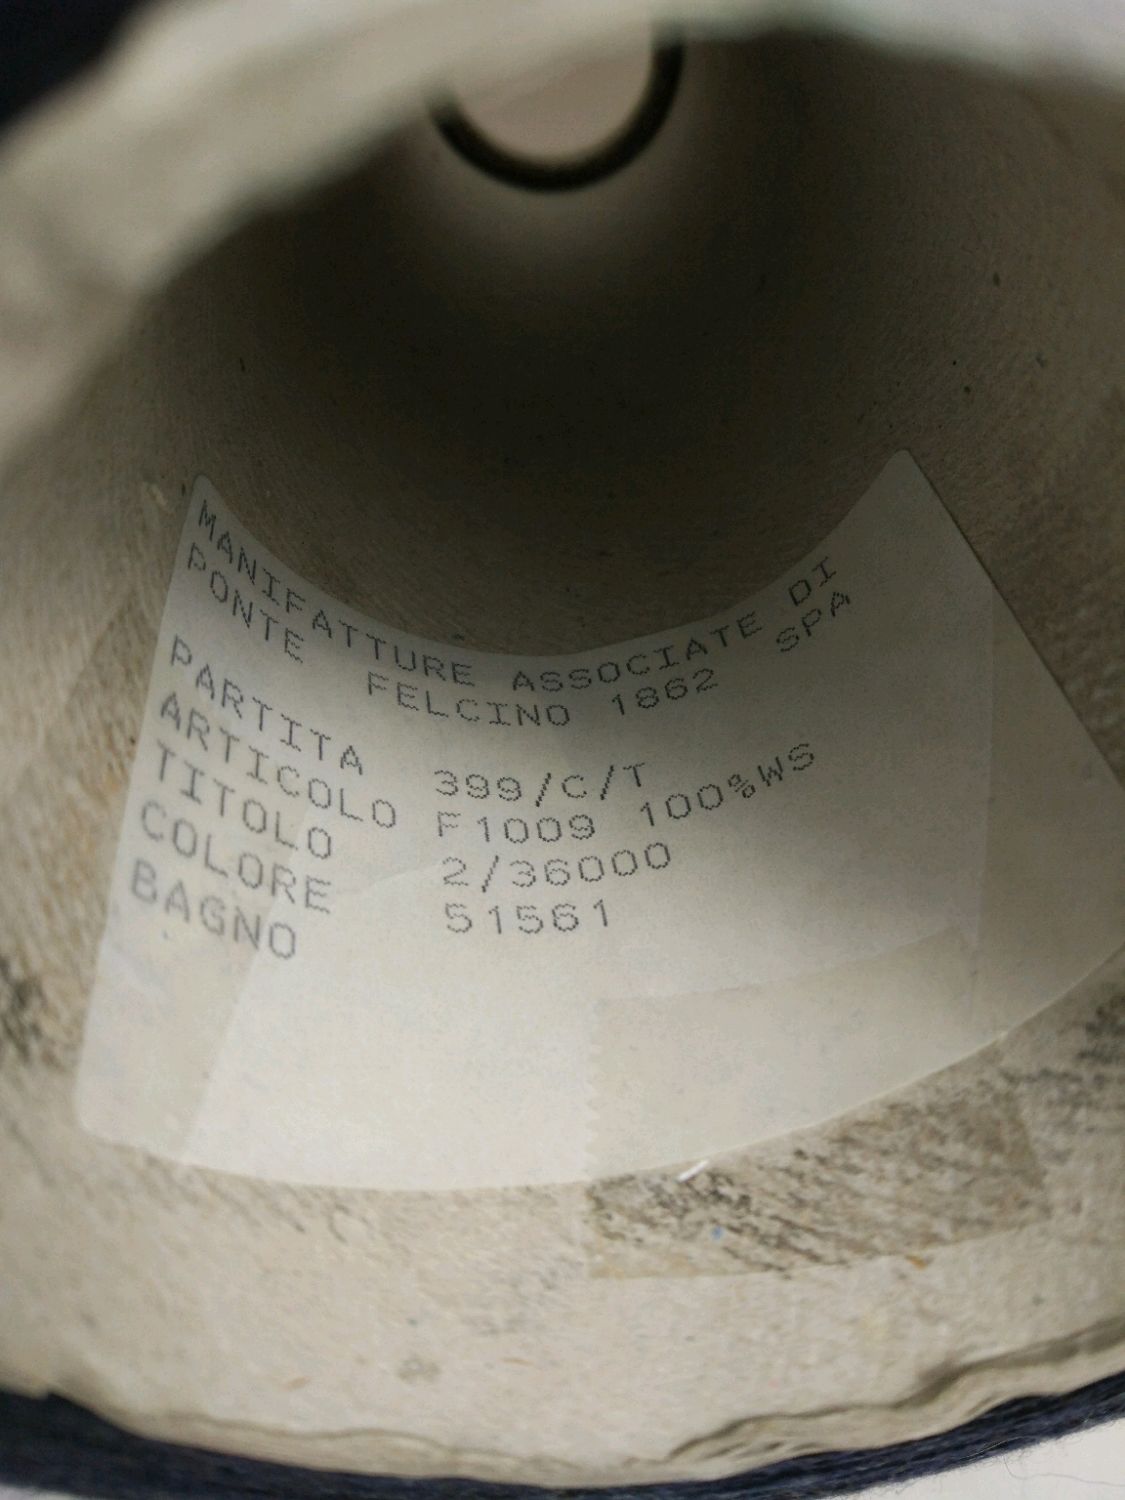 MANIFATTURE ASSOCIATE DI
PONTE FELCINO 1862 SPA
PARTITA 399/C/T
ARTICOLO F1009 100%WS
TITOLO 2/36000
COLORE 51561
BAGNO